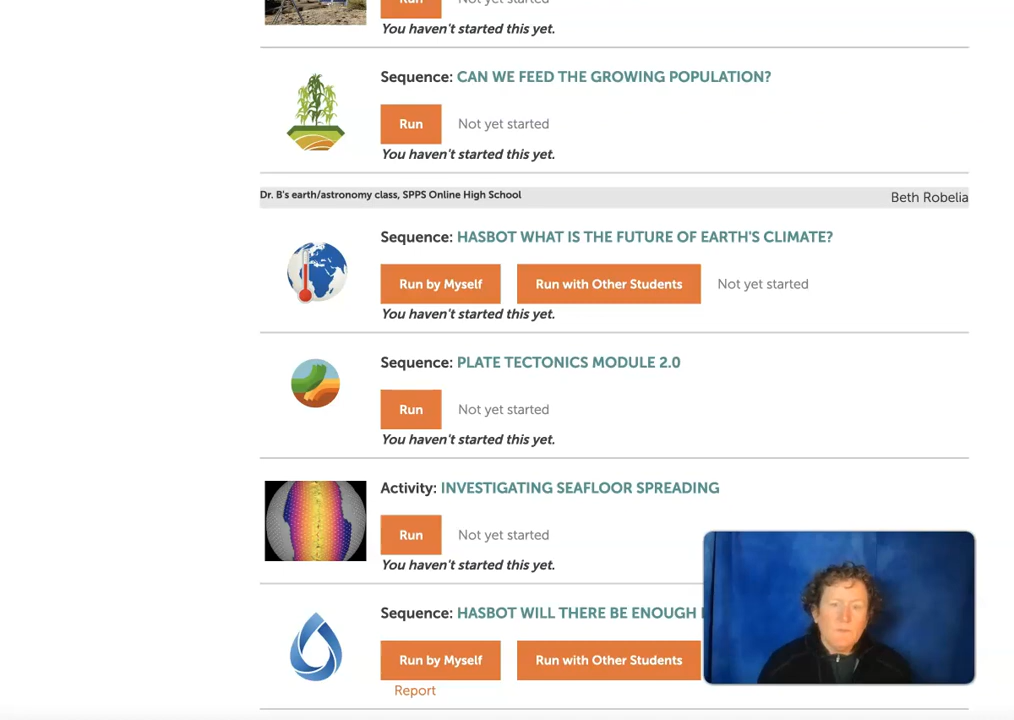 Not yet started
You haven't started this yet.
Sequence: CAN WE FEED THE GROWING POPULATION?
Run Not yet started
You haven't started this yet.
Dr. B's earth/astronomy class, SPPS Online High School Beth Robelia
Sequence: HASBOT WHAT IS THE FUTURE OF EARTH'S CLIMATE?
Run by Myself Run with Other Students Not yet started
You haven't started this yet.
Sequence: PLATE TECTONICS MODULE 2.0
Run Not yet started
You haven't started this yet.
Activity: INVESTIGATING SEAFLOOR SPREADING
Run Not yet started
You haven't started this yet.
Sequence: HASBOT WILL THERE BE ENOUGH
Run by Myself Run with Other Students
Report